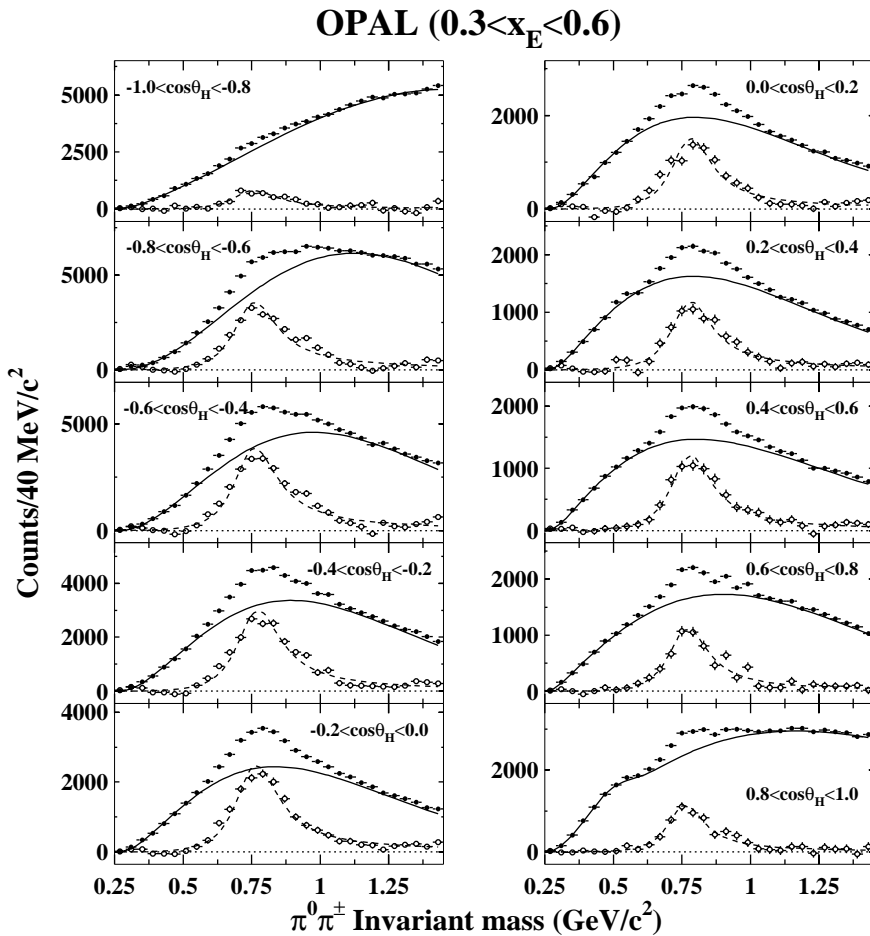 OPAL (0.3<x_E<0.6)
Counts/40 MeV/c²
-1.0<cosθ_H<-0.8
5000
2500
0
-0.8<cosθ_H<-0.6
5000
0
-0.6<cosθ_H<-0.4
5000
0
-0.4<cosθ_H<-0.2
4000
2000
0
-0.2<cosθ_H<0.0
4000
2000
0
0.25 0.5 0.75 1 1.25
0.0<cosθ_H<0.2
2000
0
0.2<cosθ_H<0.4
2000
1000
0
0.4<cosθ_H<0.6
2000
1000
0
0.6<cosθ_H<0.8
2000
1000
0
0.8<cosθ_H<1.0
2000
0
0.25 0.5 0.75 1 1.25
π⁰π± Invariant mass (GeV/c²)